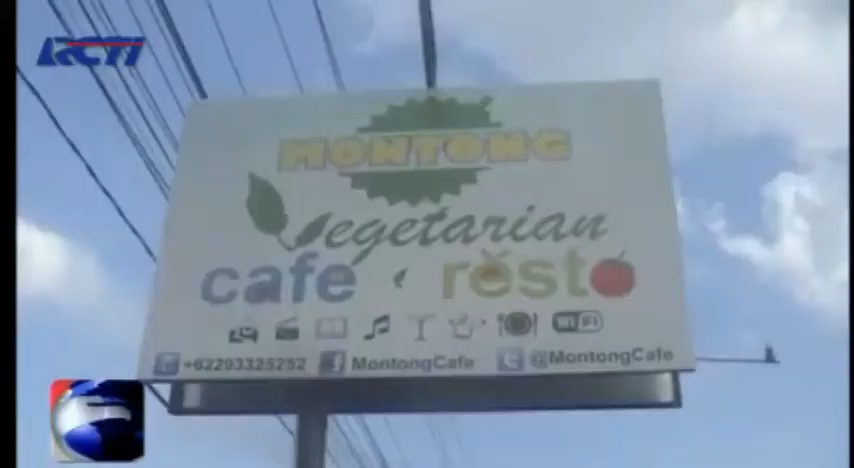 RCTI
MONTONG
Vegetarian
cafe resto
WiFi
+62293325252 MontongCafe @MontongCafe